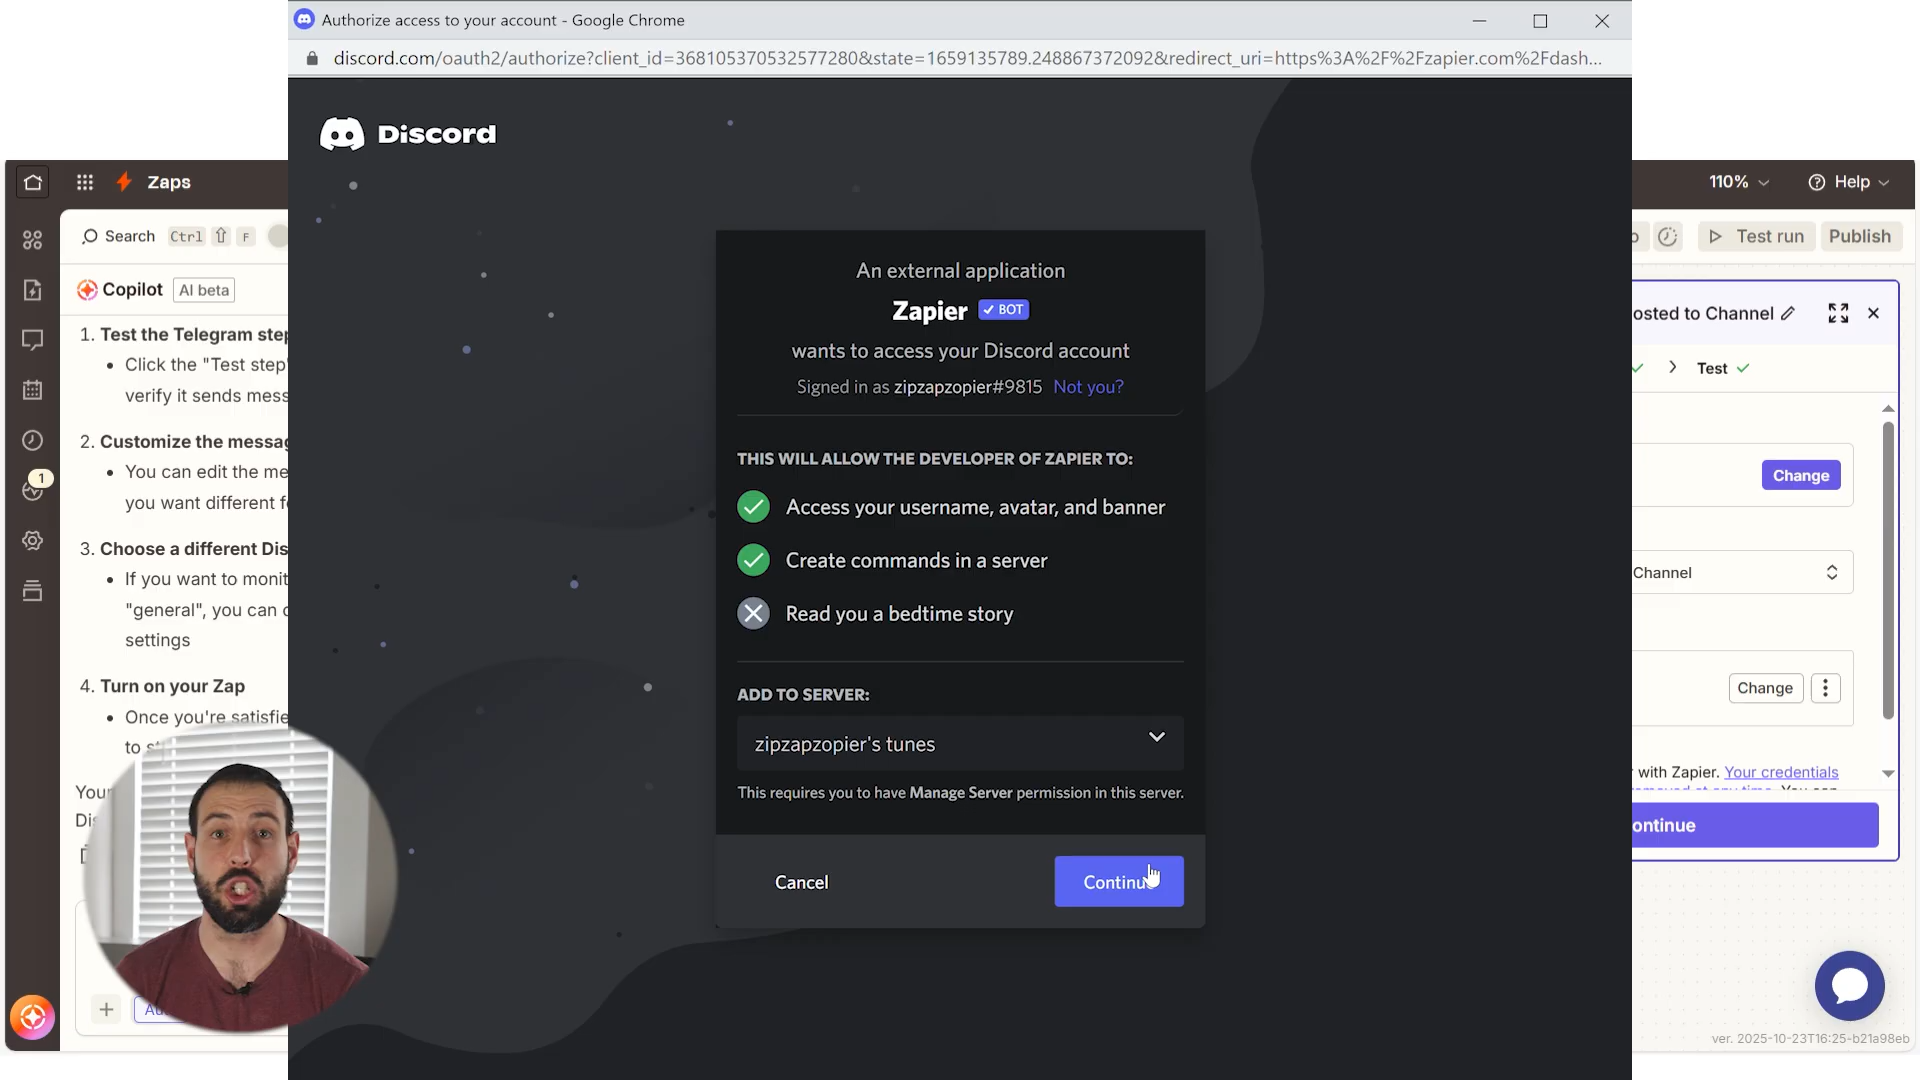 Authorize access to your account - Google Chrome
discord.com/oauth2/authorize?client_id=368105370532577280&state=1659135789.248867372092&redirect_uri=https%3A%2F%2Fzapier.com%2Fdash...
Discord
Zaps
110%
Help
Search Ctrl F
Test run
Publish
Copilot AI beta
osted to Channel
Test
1. Test the Telegram step
• Click the "Test step"
verify it sends mess
2. Customize the messag
• You can edit the me
you want different f
3. Choose a different Dis
• If you want to monit
"general", you can
settings
4. Turn on your Zap
• Once you're satisfie
to
You
Dis
1
An external application
Zapier BOT
wants to access your Discord account
Signed in as zipzapzopier#9815 Not you?
THIS WILL ALLOW THE DEVELOPER OF ZAPIER TO:
Access your username, avatar, and banner
Create commands in a server
Read you a bedtime story
ADD TO SERVER:
zipzapzopier's tunes
This requires you to have Manage Server permission in this server.
Cancel
Continue
Change
Channel
Change
with Zapier. Your credentials
ontinue
ver. 2025-10-23T16:25-b21a98eb